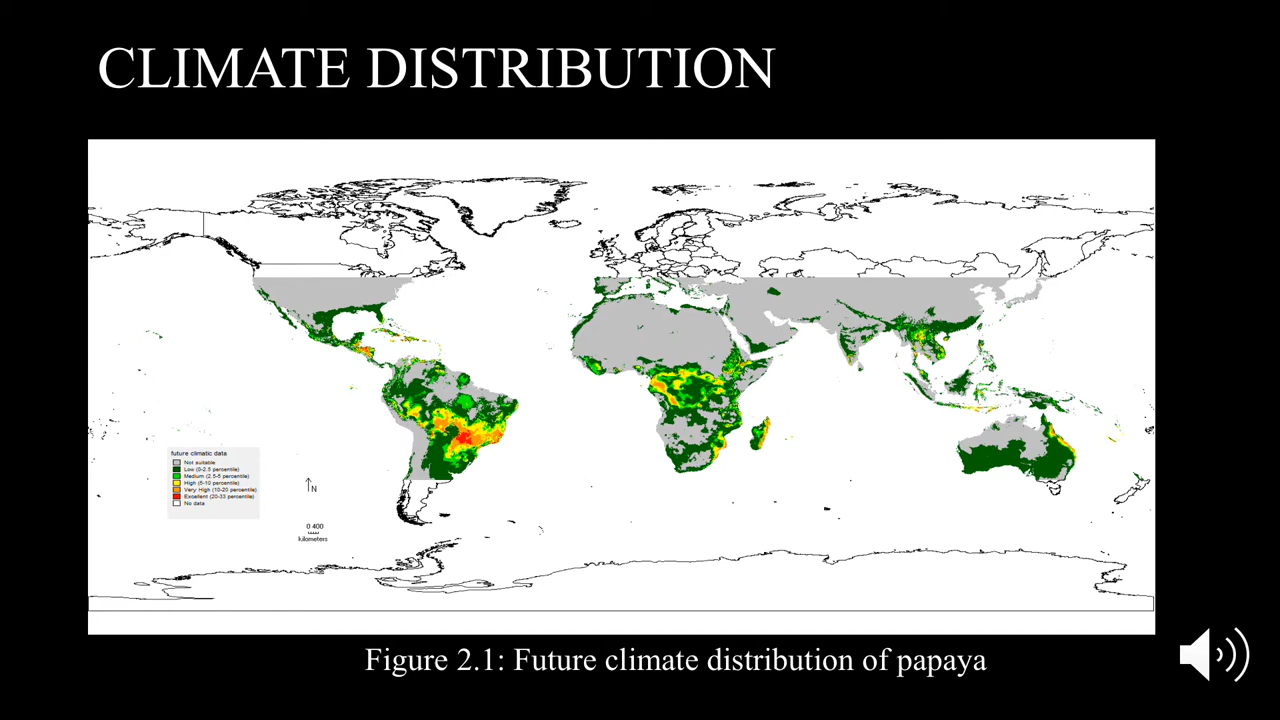 CLIMATE DISTRIBUTION
future climatic data
Not suitable
Low (0-2.5 percentile)
Medium (2.5-5 percentile)
High (5-10 percentile)
Very High (10-20 percentile)
Excellent (20-33 percentile)
No data
N
0 400
kilometers
Figure 2.1: Future climate distribution of papaya